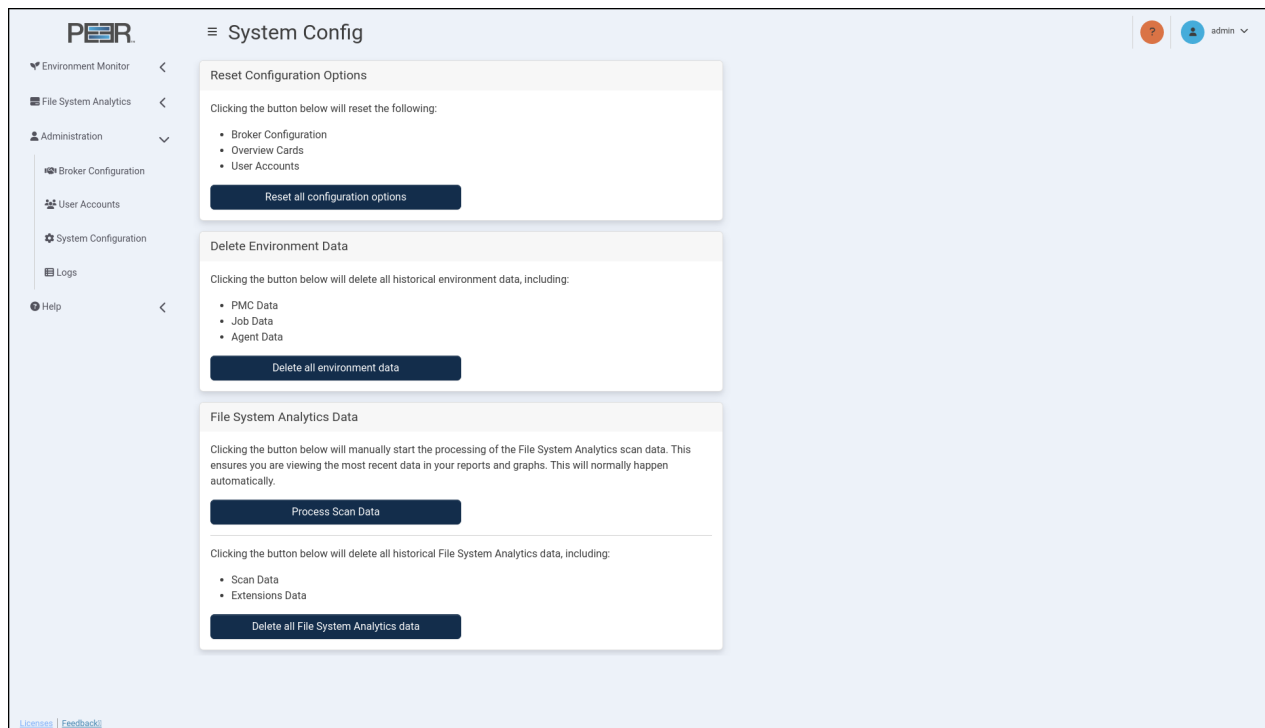 PEER
System Config
?
admin
Environment Monitor
File System Analytics
Administration
Broker Configuration
User Accounts
System Configuration
Logs
Help
Reset Configuration Options
Clicking the button below will reset the following:
• Broker Configuration
• Overview Cards
• User Accounts
Reset all configuration options
Delete Environment Data
Clicking the button below will delete all historical environment data, including:
• PMC Data
• Job Data
• Agent Data
Delete all environment data
File System Analytics Data
Clicking the button below will manually start the processing of the File System Analytics scan data. This
ensures you are viewing the most recent data in your reports and graphs. This will normally happen
automatically.
Process Scan Data
Clicking the button below will delete all historical File System Analytics data, including:
• Scan Data
• Extensions Data
Delete all File System Analytics data
Licenses | Feedback